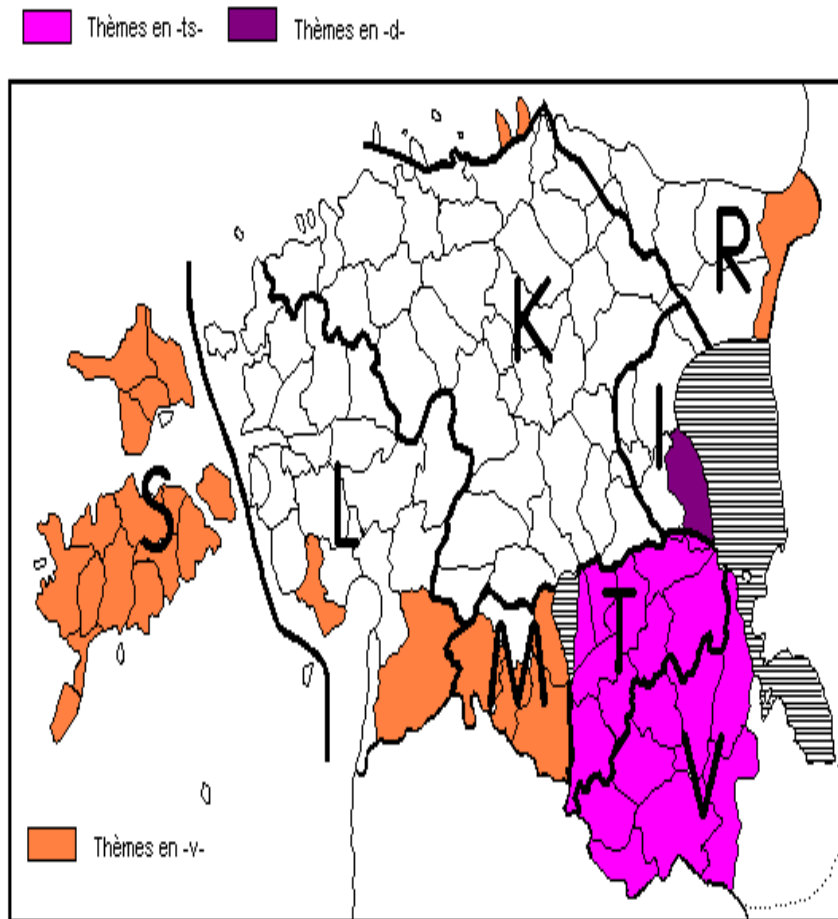 Thèmes en -ts-
Thèmes en -d-
R
K
I
S
L
T
M
V
Thèmes en -v-